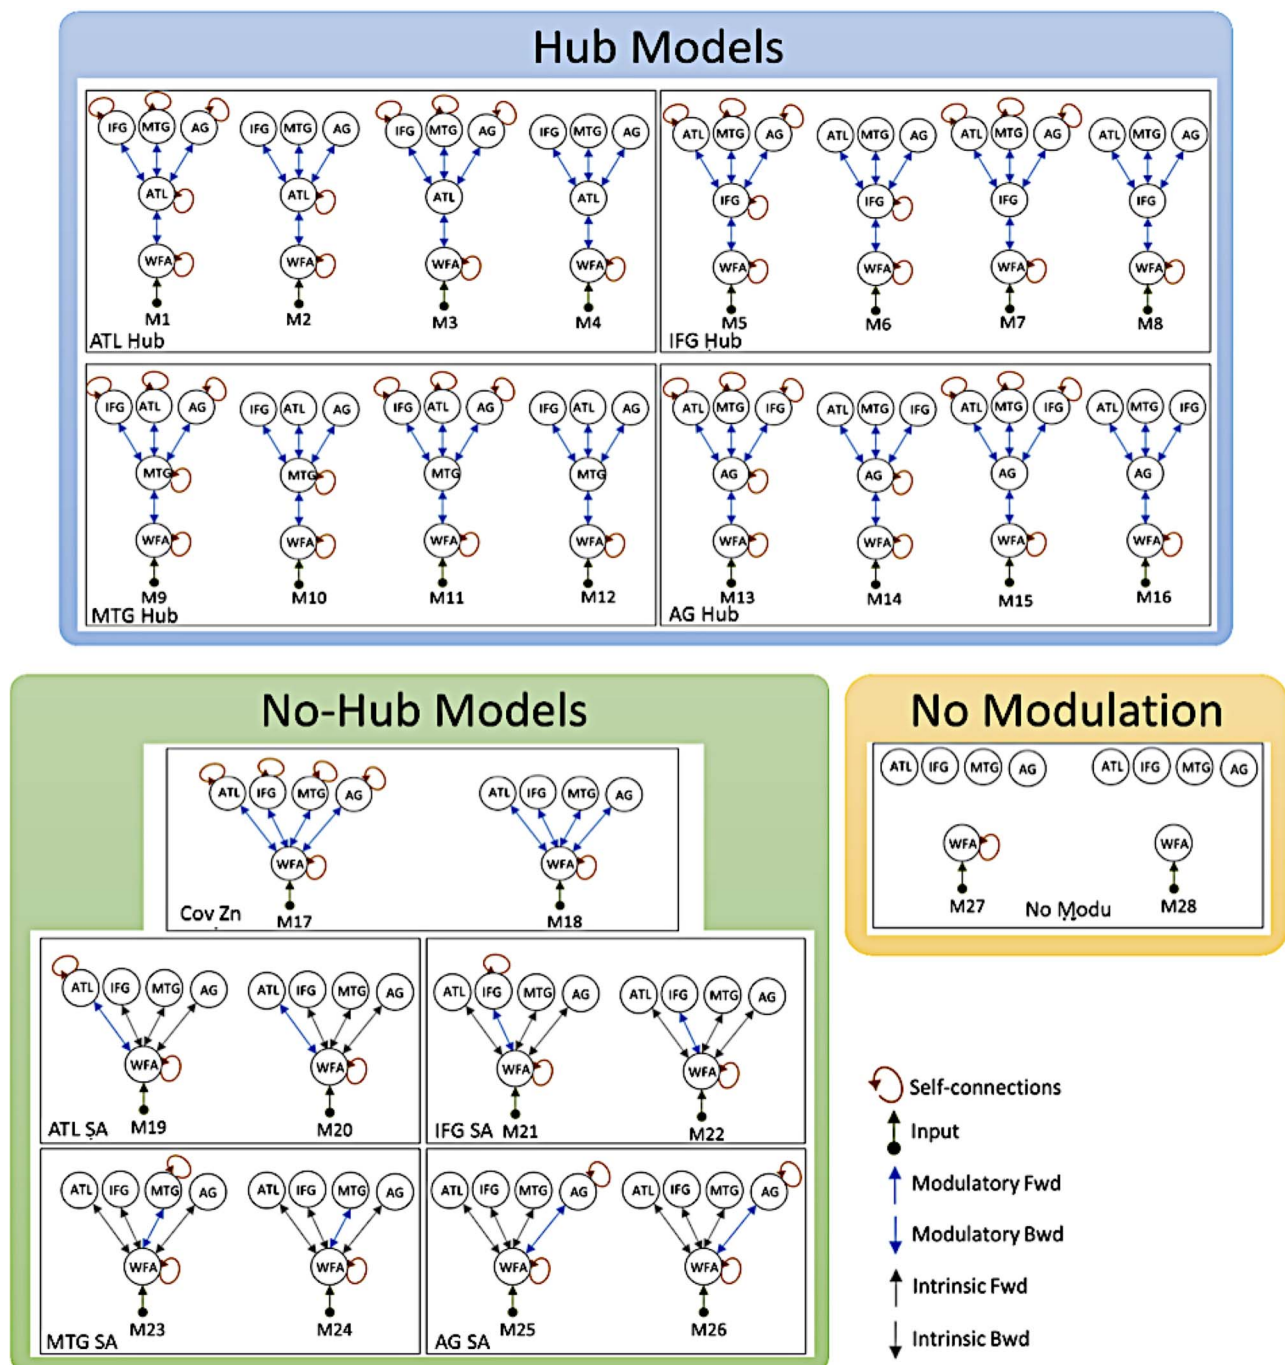 Hub Models
IFG MTG AG IFG MTG AG IFG MTG AG IFG MTG AG
ATL ATL ATL ATL
WFA WFA WFA WFA
M1 M2 M3 M4
ATL Hub
ATL MTG AG ATL MTG AG ATL MTG AG ATL MTG AG
IFG IFG IFG IFG
WFA WFA WFA WFA
M5 M6 M7 M8
IFG Hub
IFG ATL AG IFG ATL AG IFG ATL AG IFG ATL AG
MTG MTG MTG MTG
WFA WFA WFA WFA
M9 M10 M11 M12
MTG Hub
ATL MTG IFG ATL MTG IFG ATL MTG IFG ATL MTG IFG
AG AG AG AG
WFA WFA WFA WFA
M13 M14 M15 M16
AG Hub
No-Hub Models
ATL IFG MTG AG ATL IFG MTG AG
WFA WFA
Cov Zn M17 M18
ATL IFG MTG AG ATL IFG MTG AG
WFA WFA
ATL SA M19 M20
ATL IFG MTG AG ATL IFG MTG AG
WFA WFA
IFG SA M21 M22
ATL IFG MTG AG ATL IFG MTG AG
WFA WFA
MTG SA M23 M24
ATL IFG MTG AG ATL IFG MTG AG
WFA WFA
AG SA M25 M26
No Modulation
ATL IFG MTG AG ATL IFG MTG AG
WFA WFA
M27 No Modu M28
Self-connections
Input
Modulatory Fwd
Modulatory Bwd
Intrinsic Fwd
Intrinsic Bwd